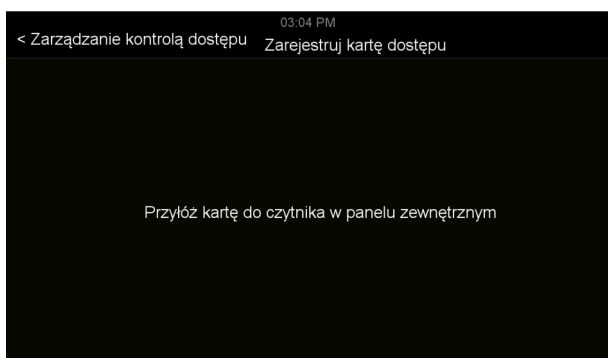 03:04 PM
< Zarządzanie kontrolą dostępu Zarejestruj kartę dostępu
Przyłóż kartę do czytnika w panelu zewnętrznym